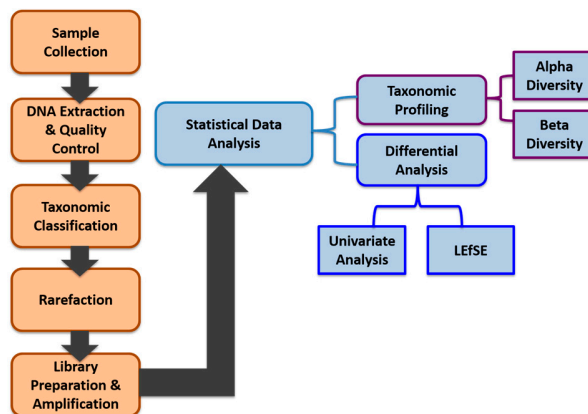 Sample
Collection
DNA Extraction
& Quality
Control
Taxonomic
Classification
Rarefaction
Library
Preparation &
Amplification
Statistical Data
Analysis
Taxonomic
Profiling
Alpha
Diversity
Beta
Diversity
Differential
Analysis
Univariate
Analysis
LEfSE